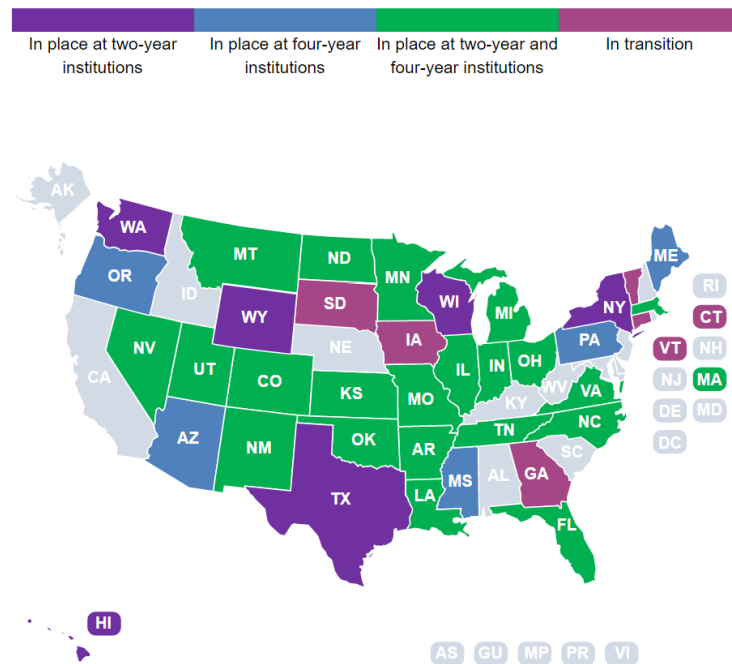 In place at two-year
institutions
In place at four-year
institutions
In place at two-year and
four-year institutions
In transition
AK
WA
MT
ND
MN
OR
ID
WY
SD
WI
MI
NY
ME
RI
CT
VT
NH
NV
UT
CO
NE
IA
IL
IN
OH
PA
CA
KS
MO
KY
WV
VA
NJ
MA
DE
MD
DC
AZ
NM
OK
AR
TN
NC
SC
TX
LA
MS
AL
GA
FL
HI
AS
GU
MP
PR
VI